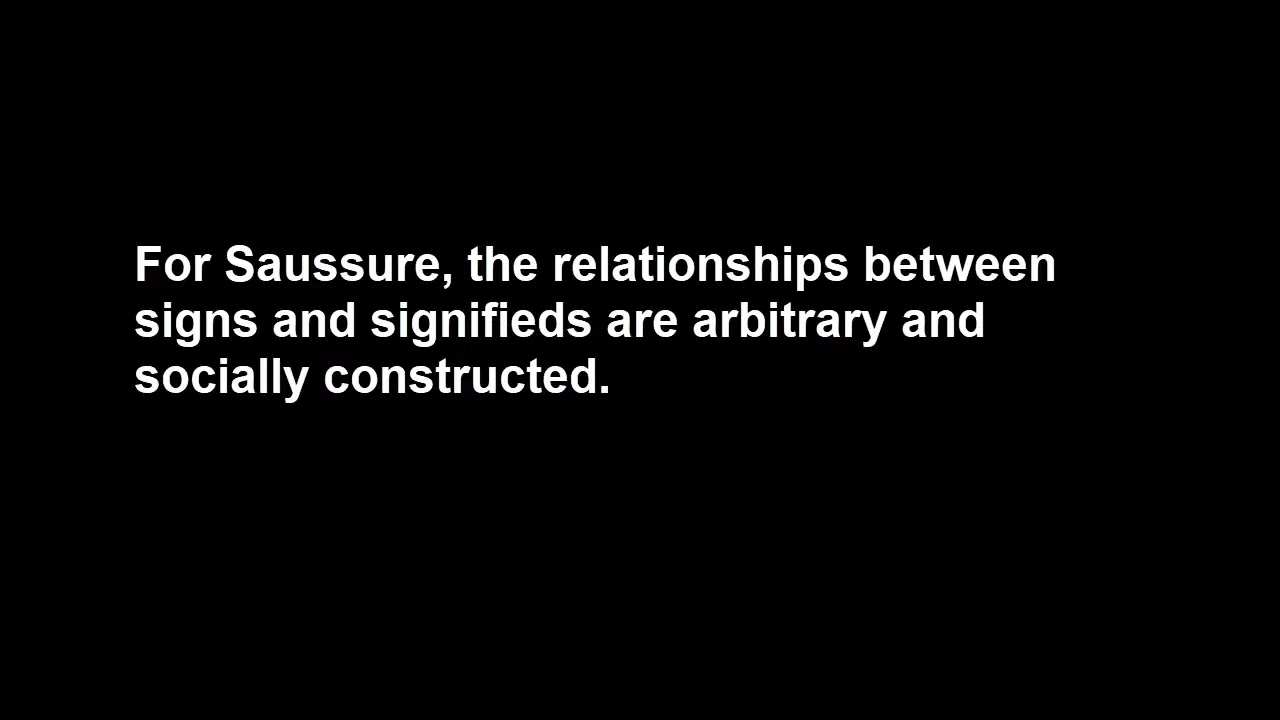 For Saussure, the relationships between
signs and signifieds are arbitrary and
socially constructed.